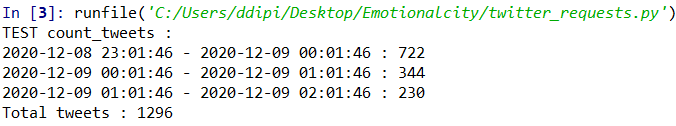 In [3]: runfile('C:/Users/ddipi/Desktop/Emotionalcity/twitter_requests.py')
TEST count_tweets :
2020-12-08 23:01:46 - 2020-12-09 00:01:46 : 722
2020-12-09 00:01:46 - 2020-12-09 01:01:46 : 344
2020-12-09 01:01:46 - 2020-12-09 02:01:46 : 230
Total tweets : 1296